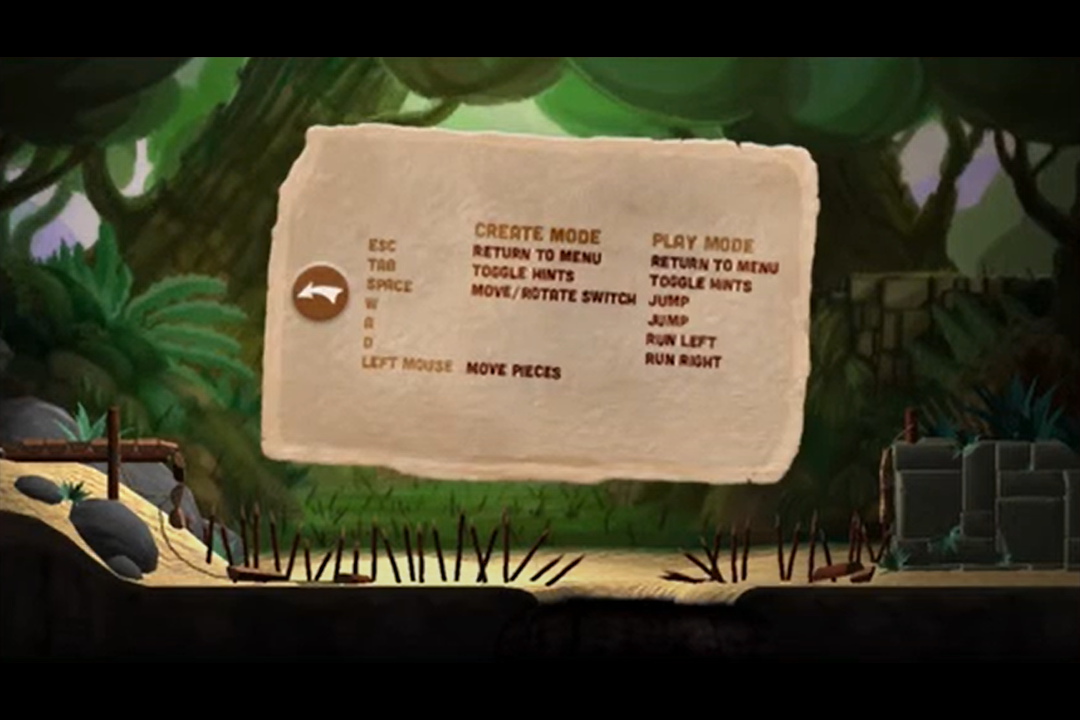 CREATE MODE PLAY MODE
ESC RETURN TO MENU RETURN TO MENU
TAB TOGGLE HINTS TOGGLE HINTS
SPACE MOVE/ROTATE SWITCH JUMP
W JUMP
A RUN LEFT
D RUN RIGHT
LEFT MOUSE MOVE PIECES